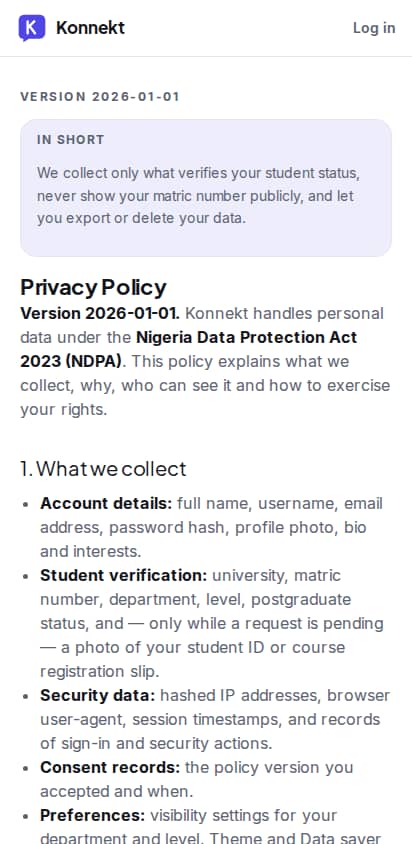 Konnekt
Log in
VERSION 2026-01-01
IN SHORT
We collect only what verifies your student status,
never show your matric number publicly, and let
you export or delete your data.
Privacy Policy
Version 2026-01-01. Konnekt handles personal
data under the Nigeria Data Protection Act
2023 (NDPA). This policy explains what we
collect, why, who can see it and how to exercise
your rights.
1. What we collect
• Account details: full name, username, email
address, password hash, profile photo, bio
and interests.
• Student verification: university, matric
number, department, level, postgraduate
status, and — only while a request is pending
— a photo of your student ID or course
registration slip.
• Security data: hashed IP addresses, browser
user-agent, session timestamps, and records
of sign-in and security actions.
• Consent records: the policy version you
accepted and when.
• Preferences: visibility settings for your
department and level. Theme and Data saver